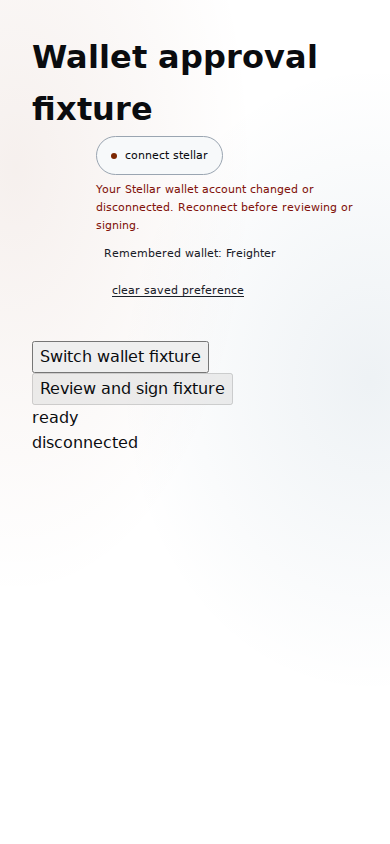 Wallet approval
fixture
connect stellar
Your Stellar wallet account changed or
disconnected. Reconnect before reviewing or
signing.
Remembered wallet: Freighter
clear saved preference
Switch wallet fixture
Review and sign fixture
ready
disconnected